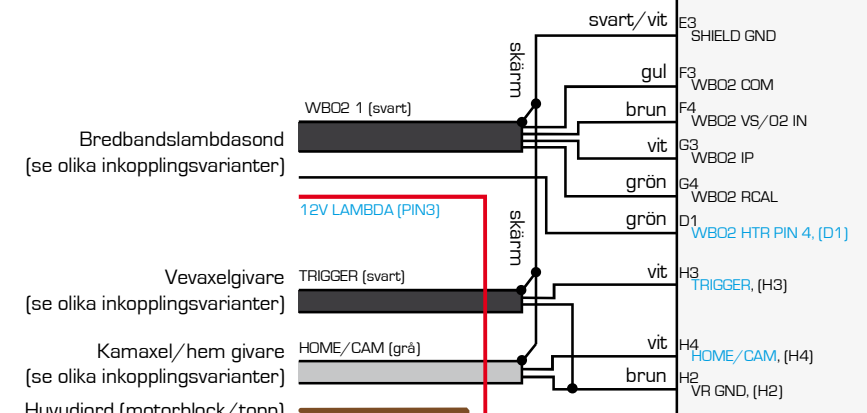 svart/vit E3
SHIELD GND
skärm
gul F3
WBO2 COM
WBO2 1 (svart)
brun F4
WBO2 VS/O2 IN
Bredbandslambdasond
(se olika inkopplingsvarianter)
vit G3
WBO2 IP
grön G4
WBO2 RCAL
12V LAMBDA (PIN3)
grön D1
WBO2 HTR PIN 4, (D1)
skärm
Vevaxelgivare
(se olika inkopplingsvarianter)
TRIGGER (svart)
vit H3
TRIGGER, (H3)
Kamaxel/hem givare
(se olika inkopplingsvarianter)
HOME/CAM (grå)
vit H4
HOME/CAM, (H4)
brun H2
VR GND, (H2)
Huvudjord (motorblock/topp)